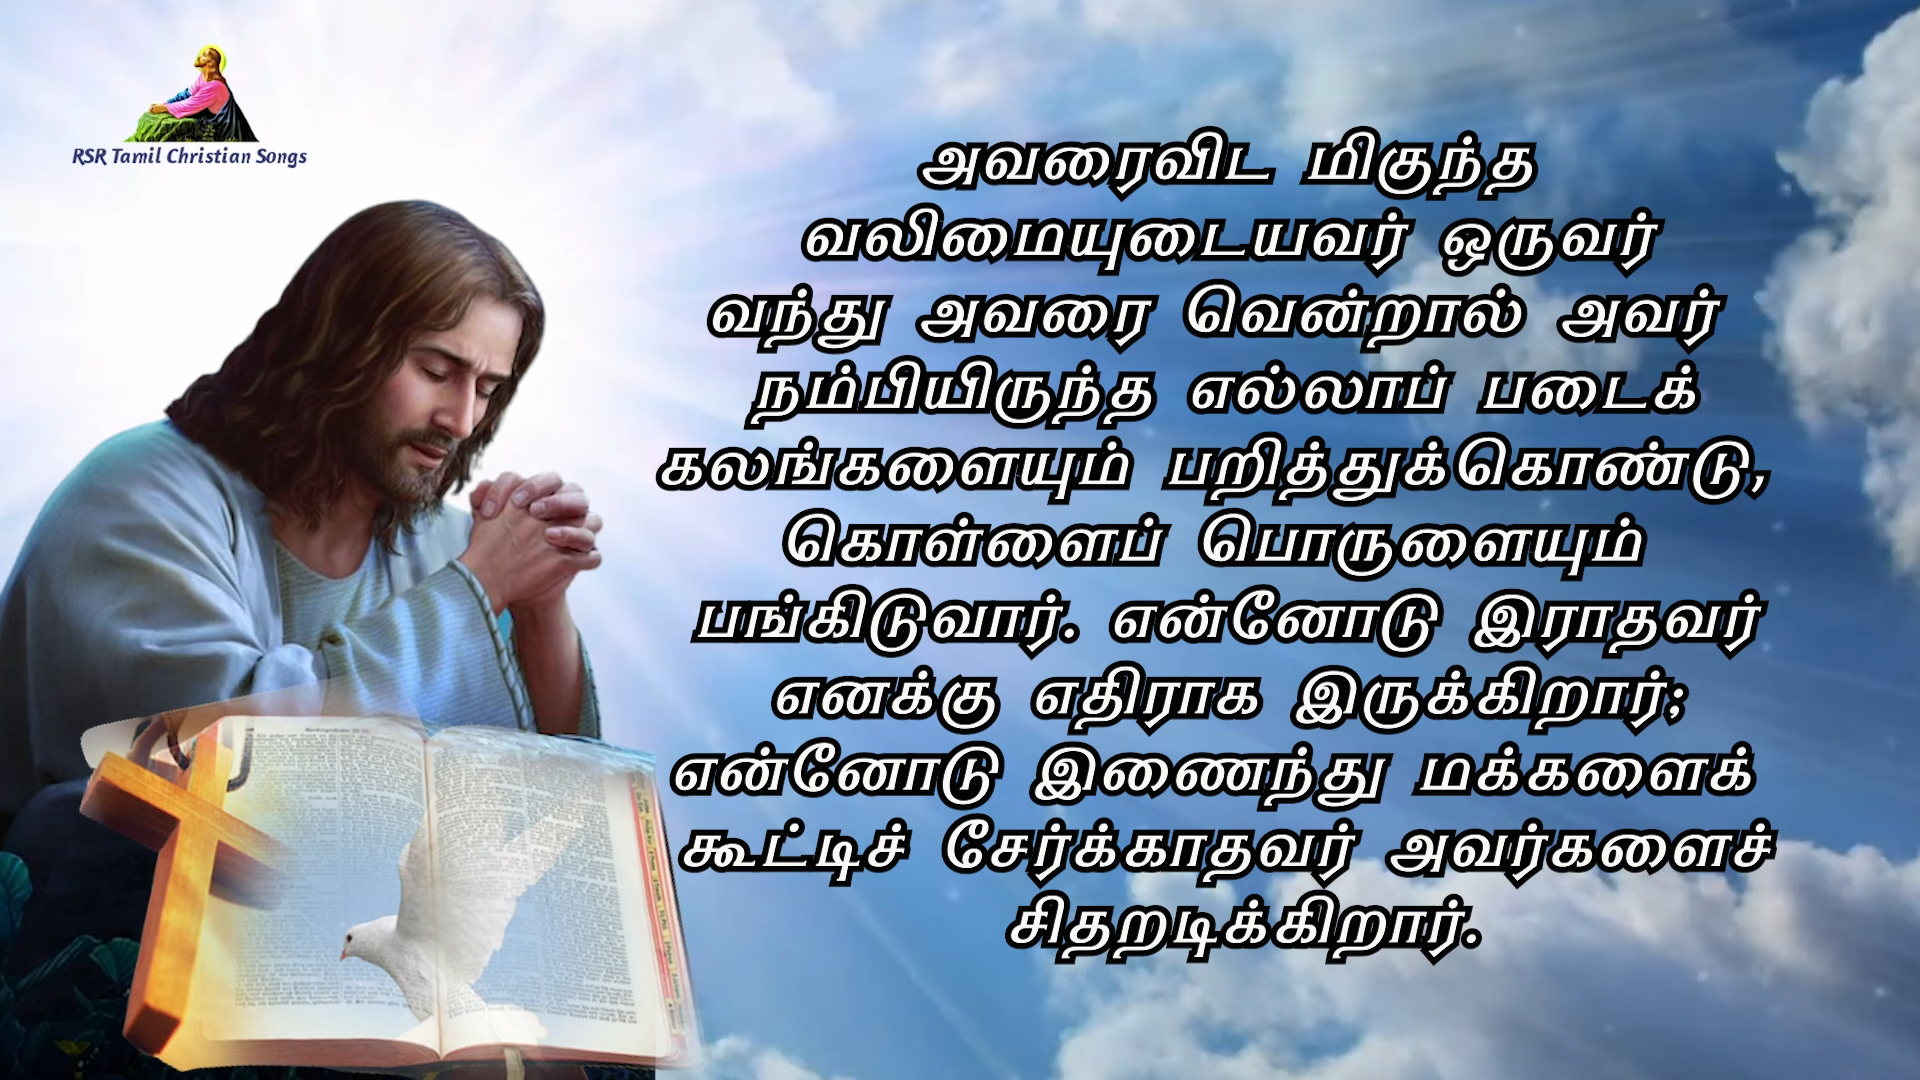 RSR Tamil Christian Songs
அவரைவிட மிகுந்த
வலிமையுடையவர் ஒருவர்
வந்து அவரை வென்றால் அவர்
நம்பியிருந்த எல்லாப் படைக்
கலங்களையும் பறித்துக்கொண்டு,
கொள்ளைப் பொருளையும்
பங்கிடுவார். என்னோடு இராதவர்
எனக்கு எதிராக இருக்கிறார்;
என்னோடு இணைந்து மக்களைக்
கூட்டிச் சேர்க்காதவர் அவர்களைச்
சிதறடிக்கிறார்.